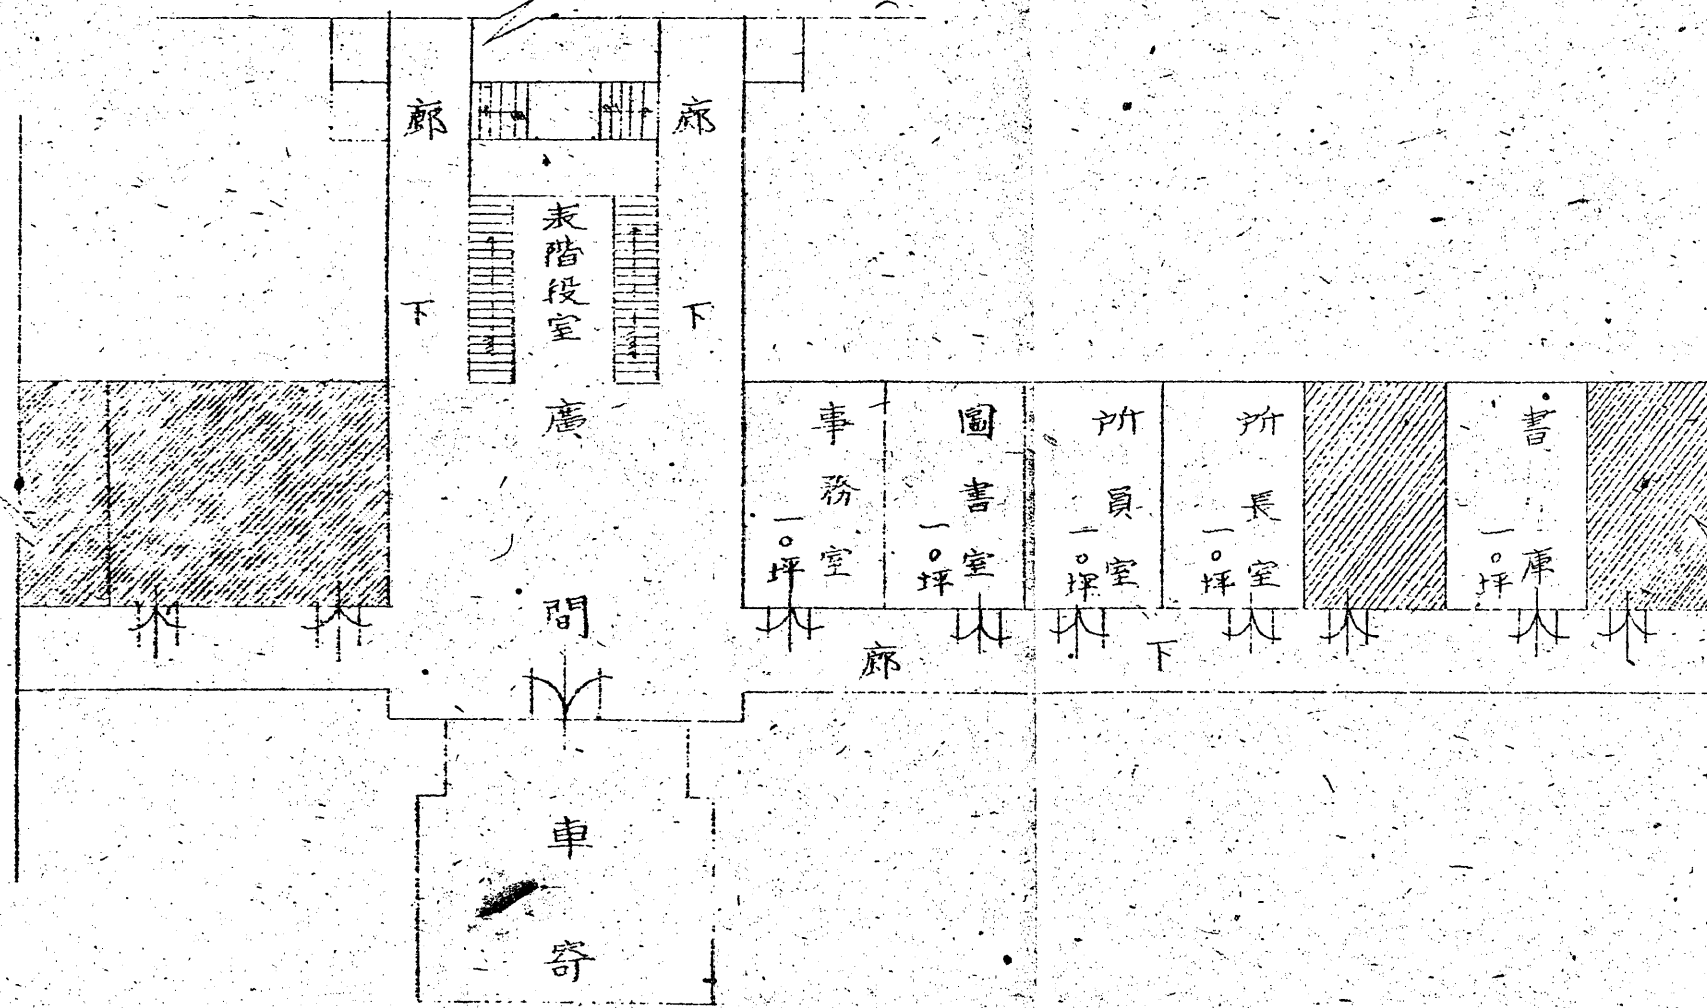 廊下
廊下
表階段室
廣間
事務室
一〇坪
圖書室
一〇坪
所員室
一〇坪
所長室
一〇坪
書庫
一〇坪
廊下
車寄